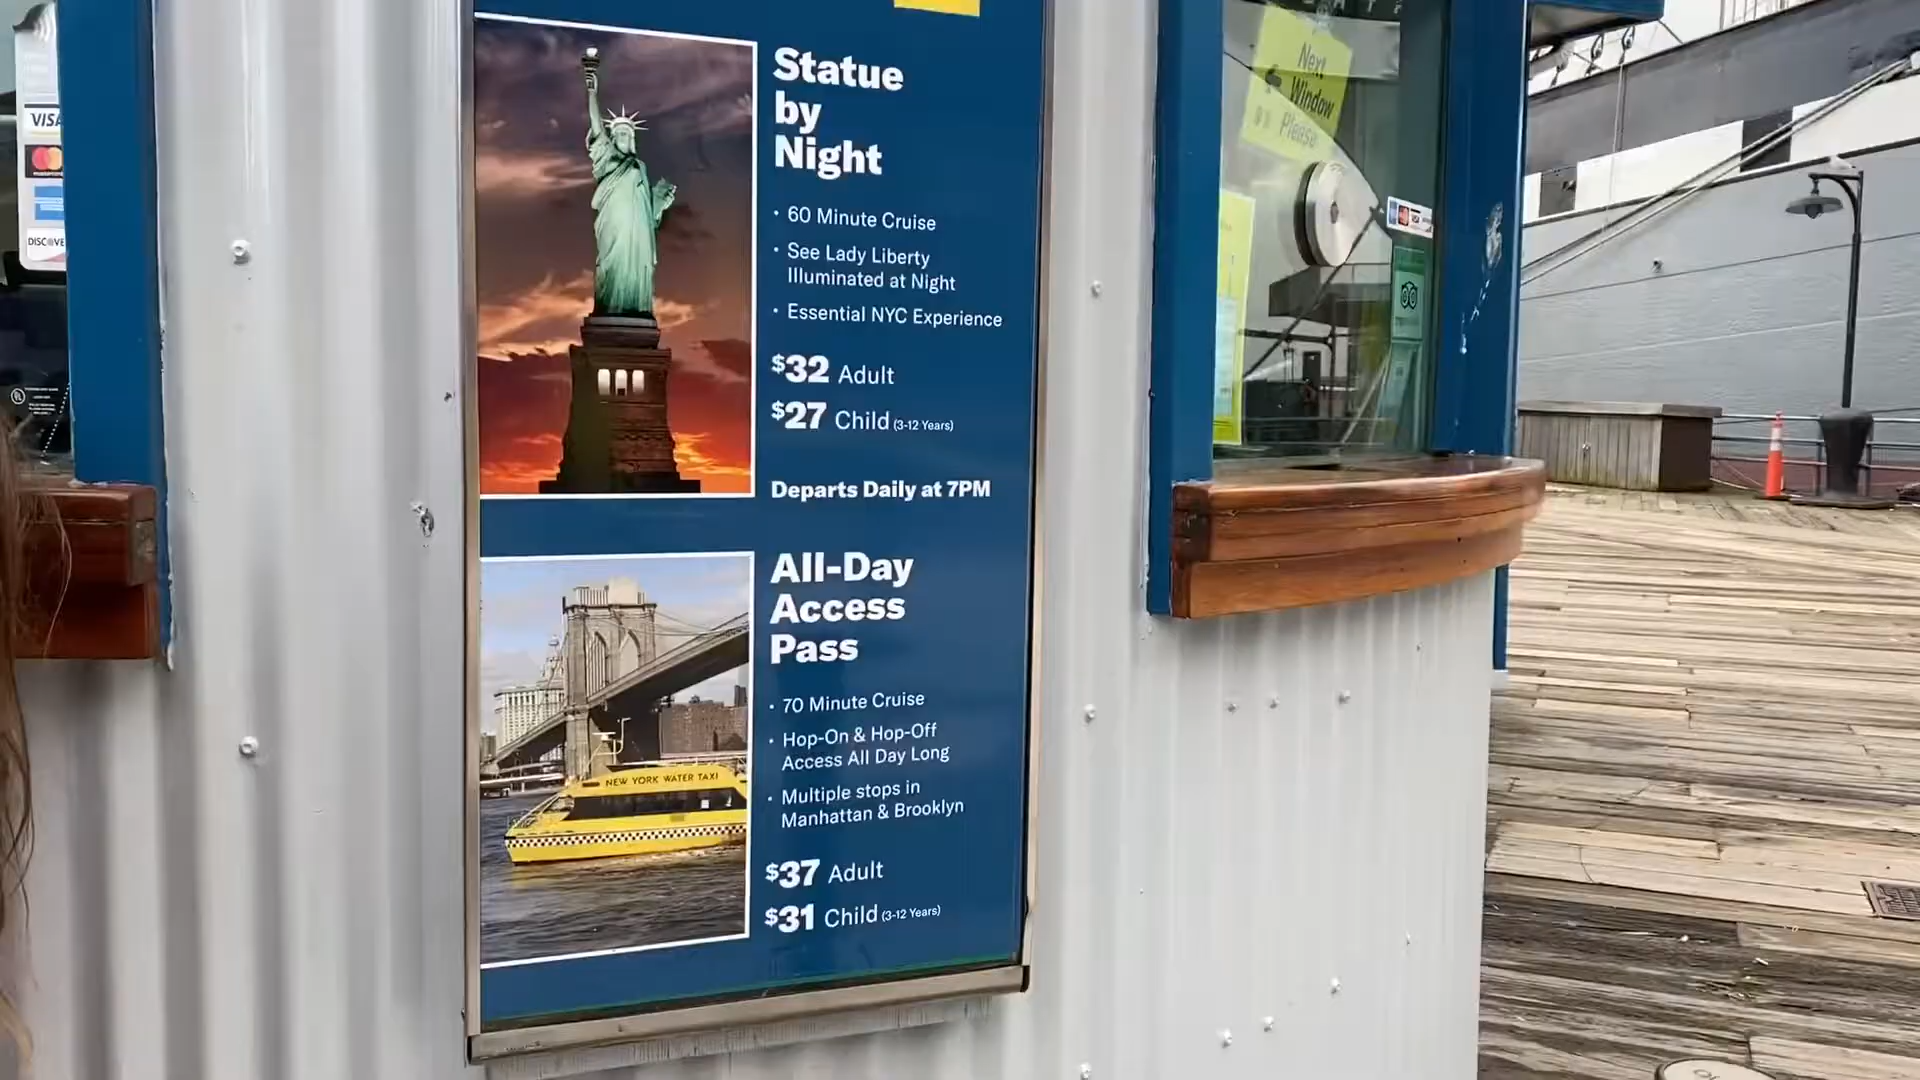 VISA
mastercard
DISCOVE
Statue
by
Night
• 60 Minute Cruise
• See Lady Liberty
Illuminated at Night
• Essential NYC Experience
$32 Adult
$27 Child (3-12 Years)
Departs Daily at 7PM
All-Day
Access
Pass
• 70 Minute Cruise
• Hop-On & Hop-Off
Access All Day Long
• Multiple stops in
Manhattan & Brooklyn
$37 Adult
$31 Child (3-12 Years)
NEW YORK WATER TAXI
Next
Window
Please